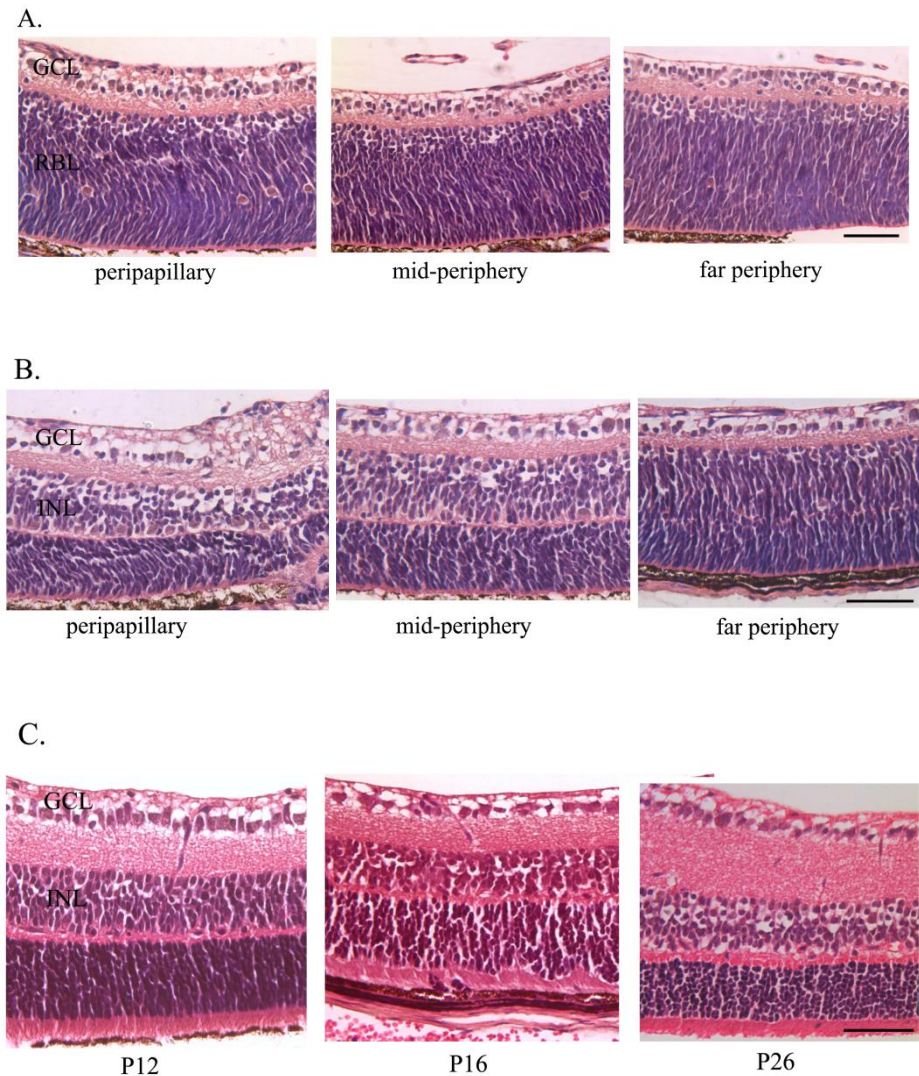 A.
GCL
RBL
peripapillary
mid-periphery
far periphery
B.
GCL
INL
peripapillary
mid-periphery
far periphery
C.
GCL
INL
P12
P16
P26